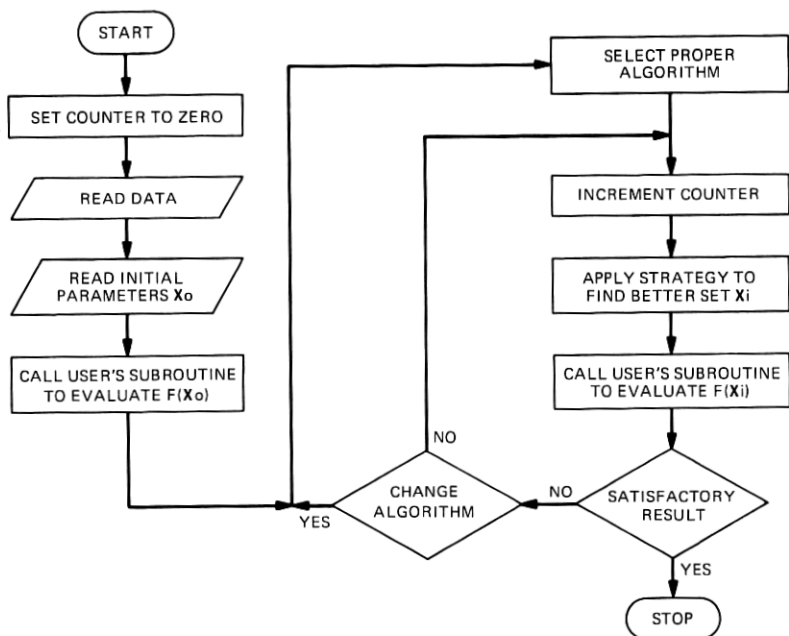 START
SET COUNTER TO ZERO
READ DATA
READ INITIAL
PARAMETERS Xo
CALL USER'S SUBROUTINE
TO EVALUATE F(Xo)
SELECT PROPER
ALGORITHM
INCREMENT COUNTER
APPLY STRATEGY TO
FIND BETTER SET Xi
CALL USER'S SUBROUTINE
TO EVALUATE F(Xi)
SATISFACTORY
RESULT
NO
YES
CHANGE
ALGORITHM
NO
YES
STOP